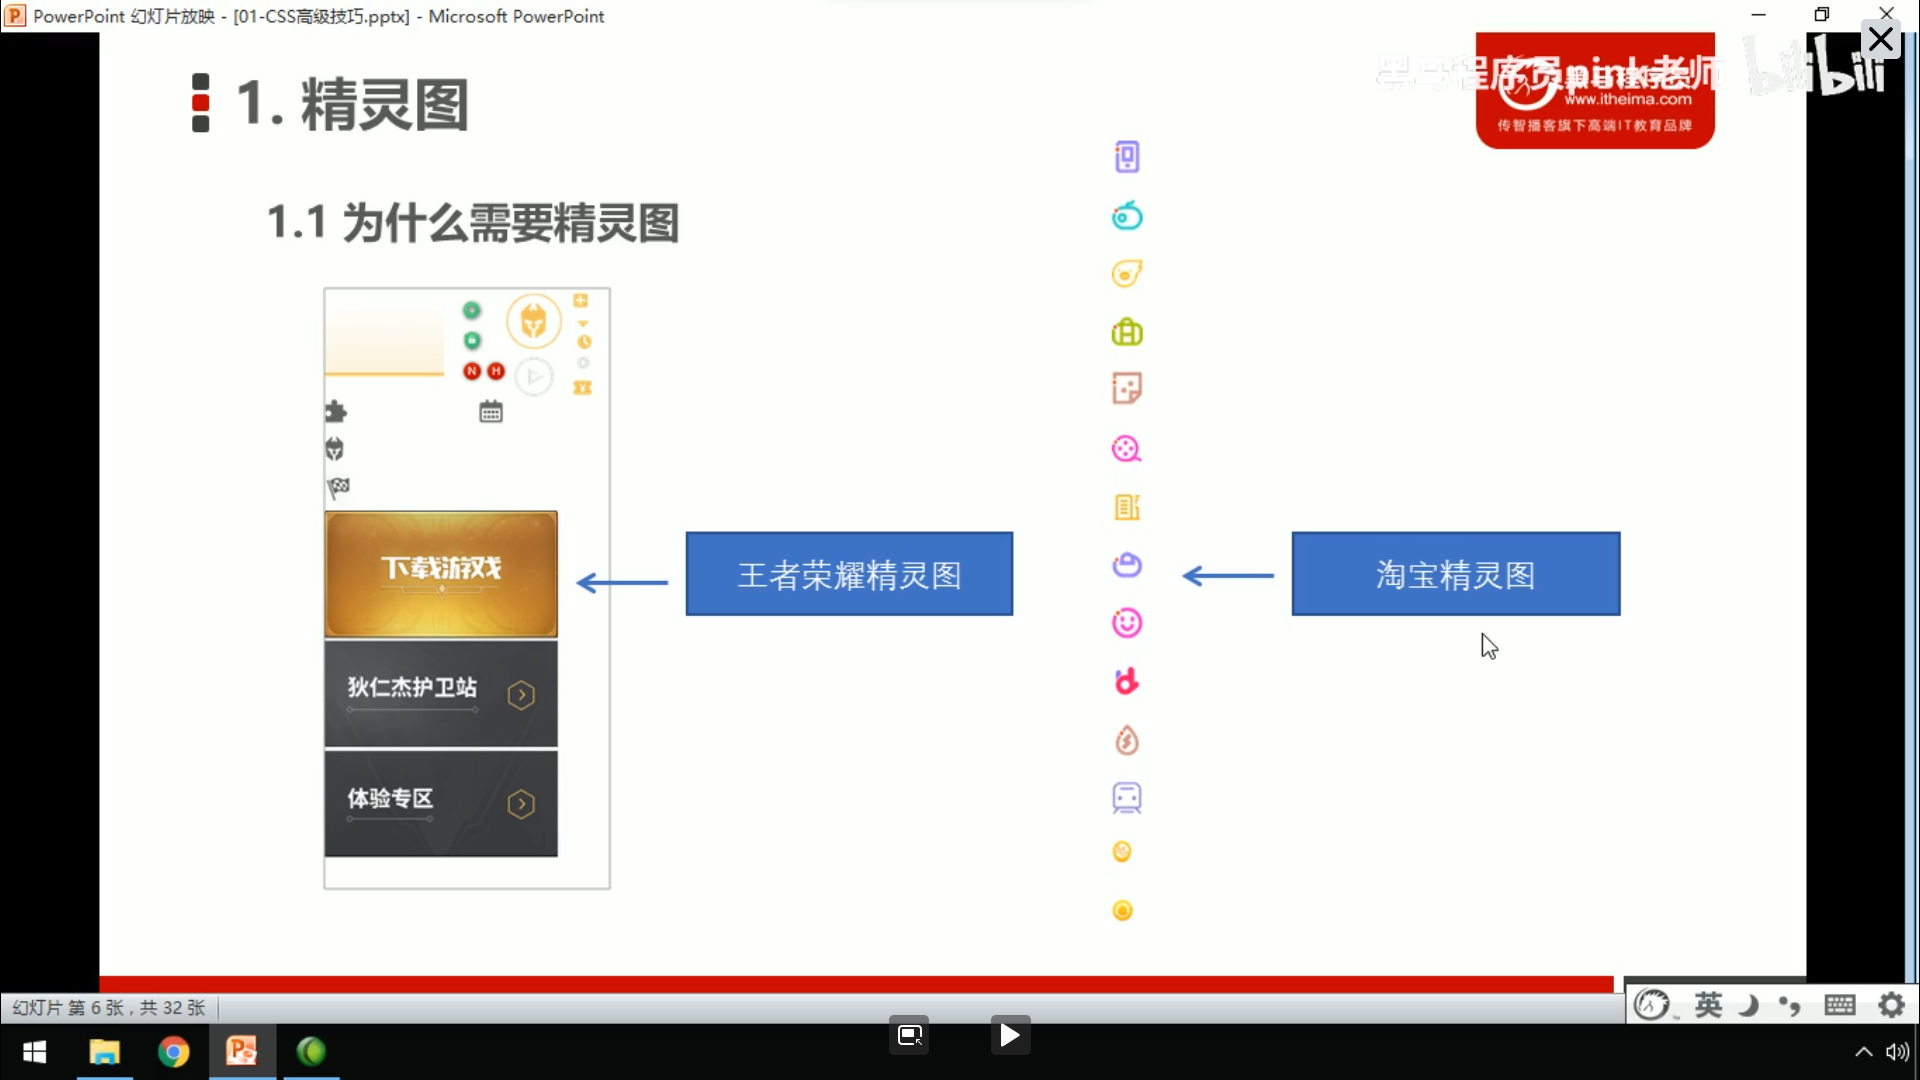 PowerPoint 幻灯片放映 - [01-CSS高级技巧.pptx] - Microsoft PowerPoint
黑马程序员pink老师
bilibili
www.itheima.com
传智播客旗下高端IT教育品牌
1. 精灵图
1.1 为什么需要精灵图
N H
下载游戏
王者荣耀精灵图
淘宝精灵图
狄仁杰护卫站
体验专区
幻灯片 第 6 张，共 32 张
英